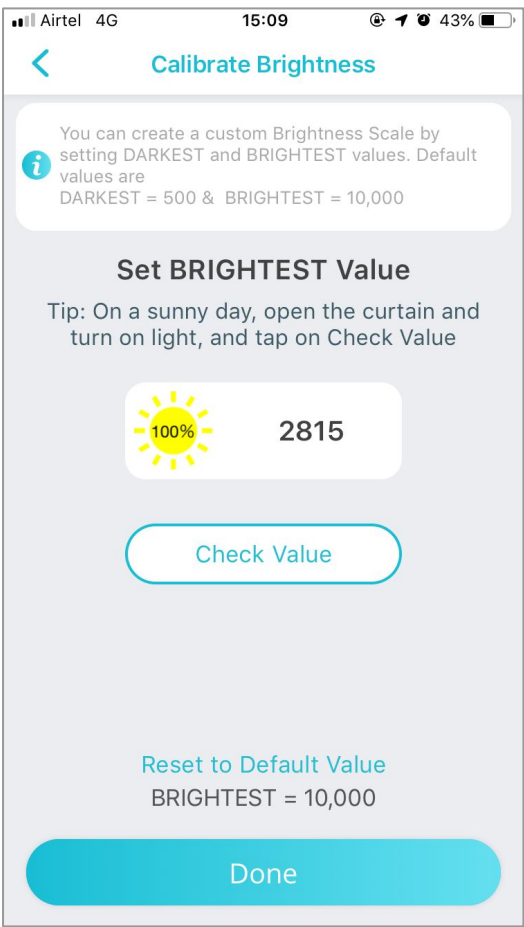 Airtel 4G 15:09 43%
Calibrate Brightness
You can create a custom Brightness Scale by
setting DARKEST and BRIGHTEST values. Default
values are
DARKEST = 500 & BRIGHTEST = 10,000
Set BRIGHTEST Value
Tip: On a sunny day, open the curtain and
turn on light, and tap on Check Value
100% 2815
Check Value
Reset to Default Value
BRIGHTEST = 10,000
Done